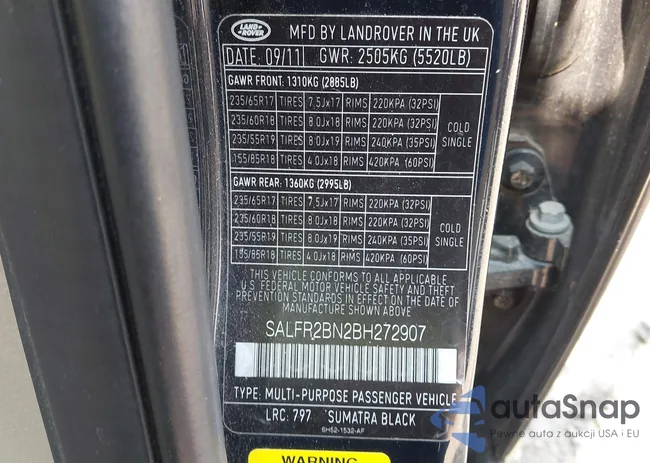 LAND ROVER
MFD BY LANDROVER IN THE UK
DATE: 09/11 GWR: 2505KG (5520LB)
GAWR FRONT: 1310KG (2885LB)
235/65R17 TIRES 7.5Jx17 RIMS 220KPA (32PSI)
235/60R18 TIRES 8.0Jx18 RIMS 220KPA (32PSI)
235/55R19 TIRES 8.0Jx19 RIMS 240KPA (35PSI)
155/85R18 TIRES 4.0Jx18 RIMS 420KPA (60PSI)
COLD
SINGLE
GAWR REAR: 1360KG (2995LB)
235/65R17 TIRES 7.5Jx17 RIMS 220KPA (32PSI)
235/60R18 TIRES 8.0Jx18 RIMS 220KPA (32PSI)
235/55R19 TIRES 8.0Jx19 RIMS 240KPA (35PSI)
155/85R18 TIRES 4.0Jx18 RIMS 420KPA (60PSI)
COLD
SINGLE
THIS VEHICLE CONFORMS TO ALL APPLICABLE
U.S. FEDERAL MOTOR VEHICLE SAFETY AND THEFT
PREVENTION STANDARDS IN EFFECT ON THE DATE OF
MANUFACTURE SHOWN ABOVE
SALFR2BN2BH272907
TYPE: MULTI-PURPOSE PASSENGER VEHICLE
LRC: 797 SUMATRA BLACK
BH52-1532-AF
WARNING
autaSnap
Pewne auto z aukcji USA i EU